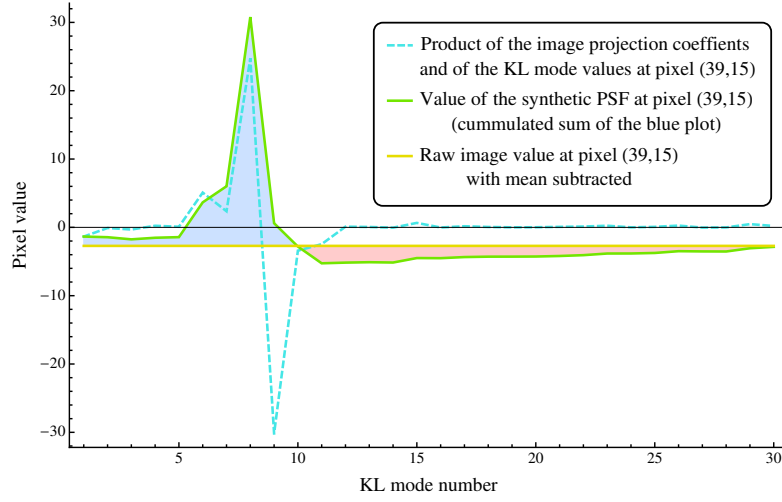 30
20
10
0
−10
−20
−30
Pixel value
Product of the image projection coeffients
and of the KL mode values at pixel (39,15)
Value of the synthetic PSF at pixel (39,15)
(cummulated sum of the blue plot)
Raw image value at pixel (39,15)
with mean subtracted
5
10
15
20
25
30
KL mode number